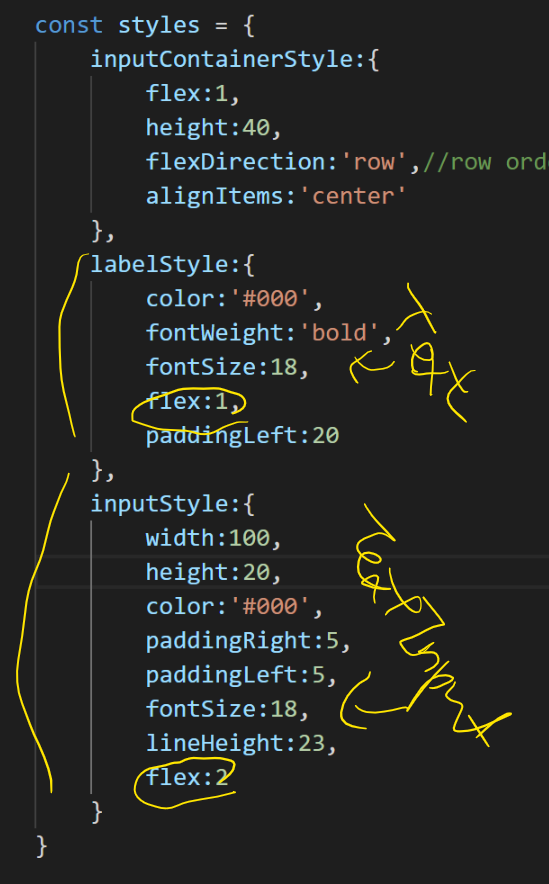 const styles = {
inputContainerStyle:{
flex:1,
height:40,
flexDirection:'row',//row ord
alignItems:'center'
},
labelStyle:{
color:'#000',
fontWeight:'bold',
fontSize:18,
flex:1,
paddingLeft:20
},
inputStyle:{
width:100,
height:20,
color:'#000',
paddingRight:5,
paddingLeft:5,
fontSize:18,
lineHeight:23,
flex:2
}
}